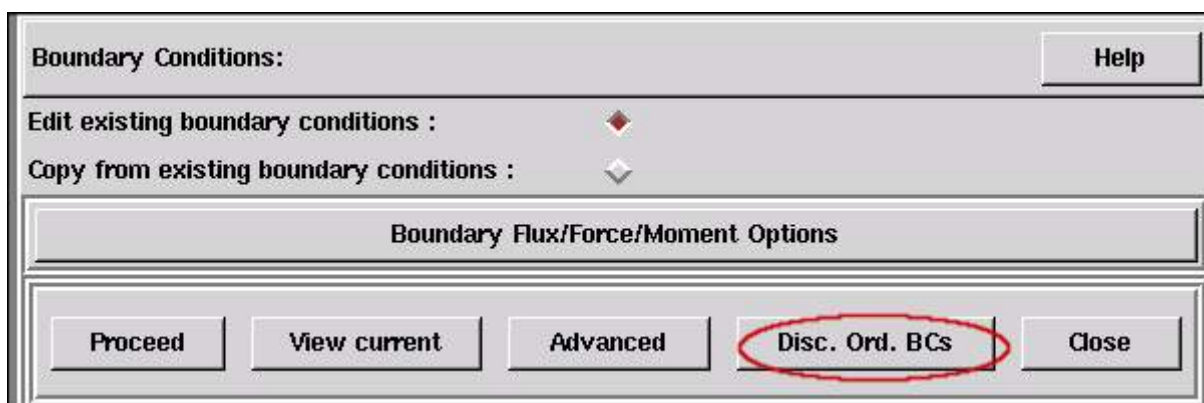 Boundary Conditions:
Help
Edit existing boundary conditions :
Copy from existing boundary conditions :
Boundary Flux/Force/Moment Options
Proceed
View current
Advanced
Disc. Ord. BCs
Close